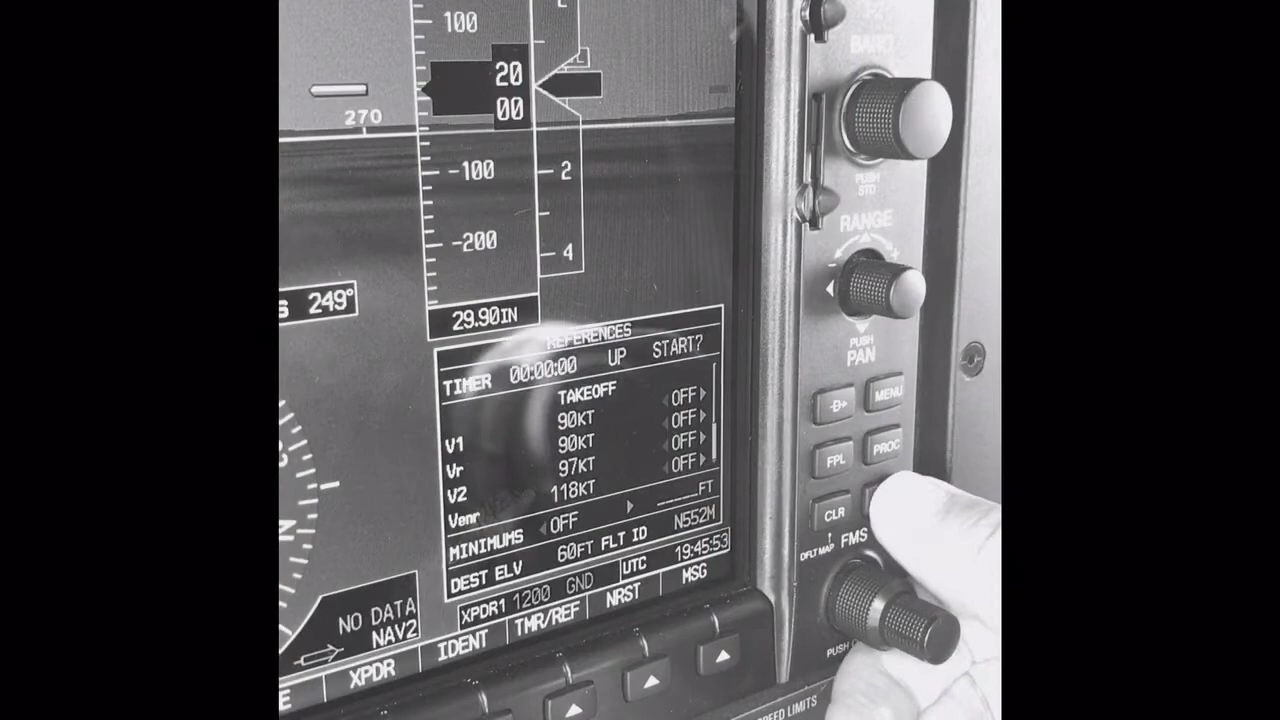 100
20
00
270
-100
2
-200
4
249°
29.90IN
REFERENCES
TIMER 00:00:00 UP START?
TAKEOFF
V1 90KT OFF
Vr 90KT OFF
V2 97KT OFF
Venr 118KT OFF
MINIMUMS OFF FT
DEST ELV 60FT FLT ID N552M
XPDR1 1200 GND UTC 19:45:53
NO DATA
NAV2
XPDR IDENT TMR/REF NRST MSG
BARO
PUSH
STD
RANGE
- +
PUSH
PAN
D MENU
FPL PROC
CLR
DFLT MAP FMS
PUSH
SPEED LIMITS